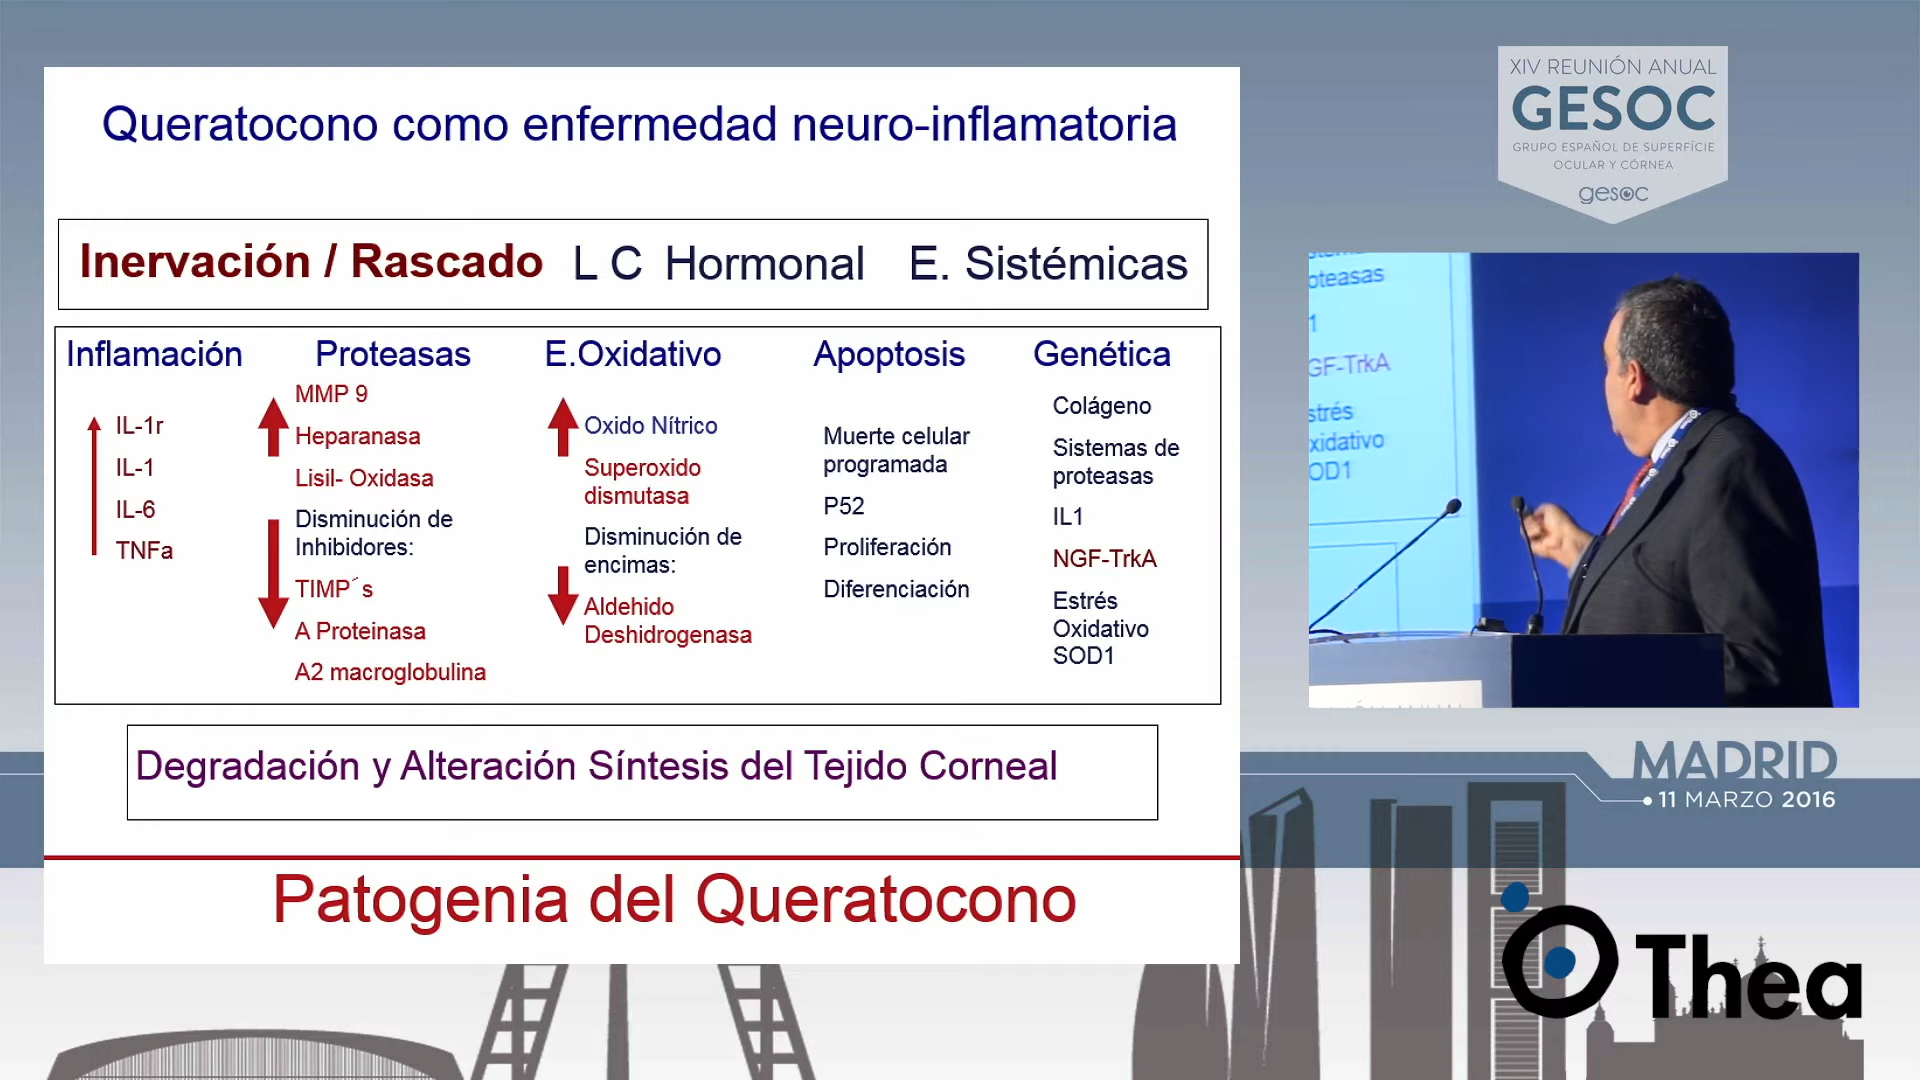 Queratocono como enfermedad neuro-inflamatoria
Inervación / Rascado L C Hormonal E. Sistémicas
Inflamación
IL-1r
IL-1
IL-6
TNFa
Proteasas
MMP 9
Heparanasa
Lisil- Oxidasa
Disminución de
Inhibidores:
TIMP´s
A Proteinasa
A2 macroglobulina
E.Oxidativo
Oxido Nítrico
Superoxido
dismutasa
Disminución de
encimas:
Aldehido
Deshidrogenasa
Apoptosis
Muerte celular
programada
P52
Proliferación
Diferenciación
Genética
Colágeno
Sistemas de
proteasas
IL1
NGF-TrkA
Estrés
Oxidativo
SOD1
Degradación y Alteración Síntesis del Tejido Corneal
Patogenia del Queratocono
XIV REUNIÓN ANUAL
GESOC
GRUPO ESPAÑOL DE SUPERFÍCIE
OCULAR Y CÓRNEA
gesoc
oteasas
GF-TrkA
strés
xidativo
OD1
MADRID
11 MARZO 2016
Thea